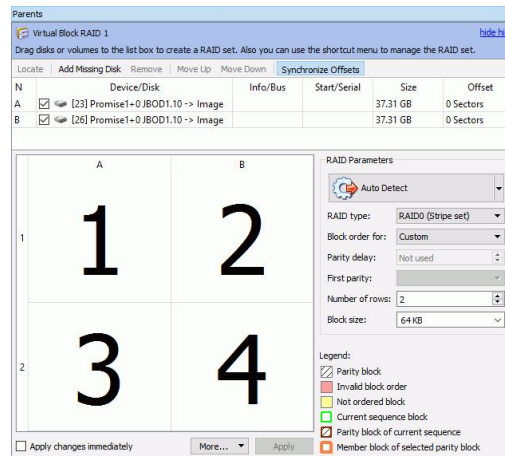 Parents
Virtual Block RAID 1 hide hi
Drag disks or volumes to the list box to create a RAID set. Also you can use the shortcut menu to manage the RAID set.
Locate Add Missing Disk Remove Move Up Move Down Synchronize Offsets
N Device/Disk Info/Bus Start/Serial Size Offset
A [23] Promise1+0 JBOD1.10 -> Image 37.31 GB 0 Sectors
B [26] Promise1+0 JBOD1.10 -> Image 37.31 GB 0 Sectors
A B
1 1 2
2 3 4
RAID Parameters
Auto Detect
RAID type: RAID0 (Stripe set)
Block order for: Custom
Parity delay: Not used
First parity:
Number of rows: 2
Block size: 64 KB
Legend:
Parity block
Invalid block order
Not ordered block
Current sequence block
Parity block of current sequence
Member block of selected parity block
Apply changes immediately More... Apply